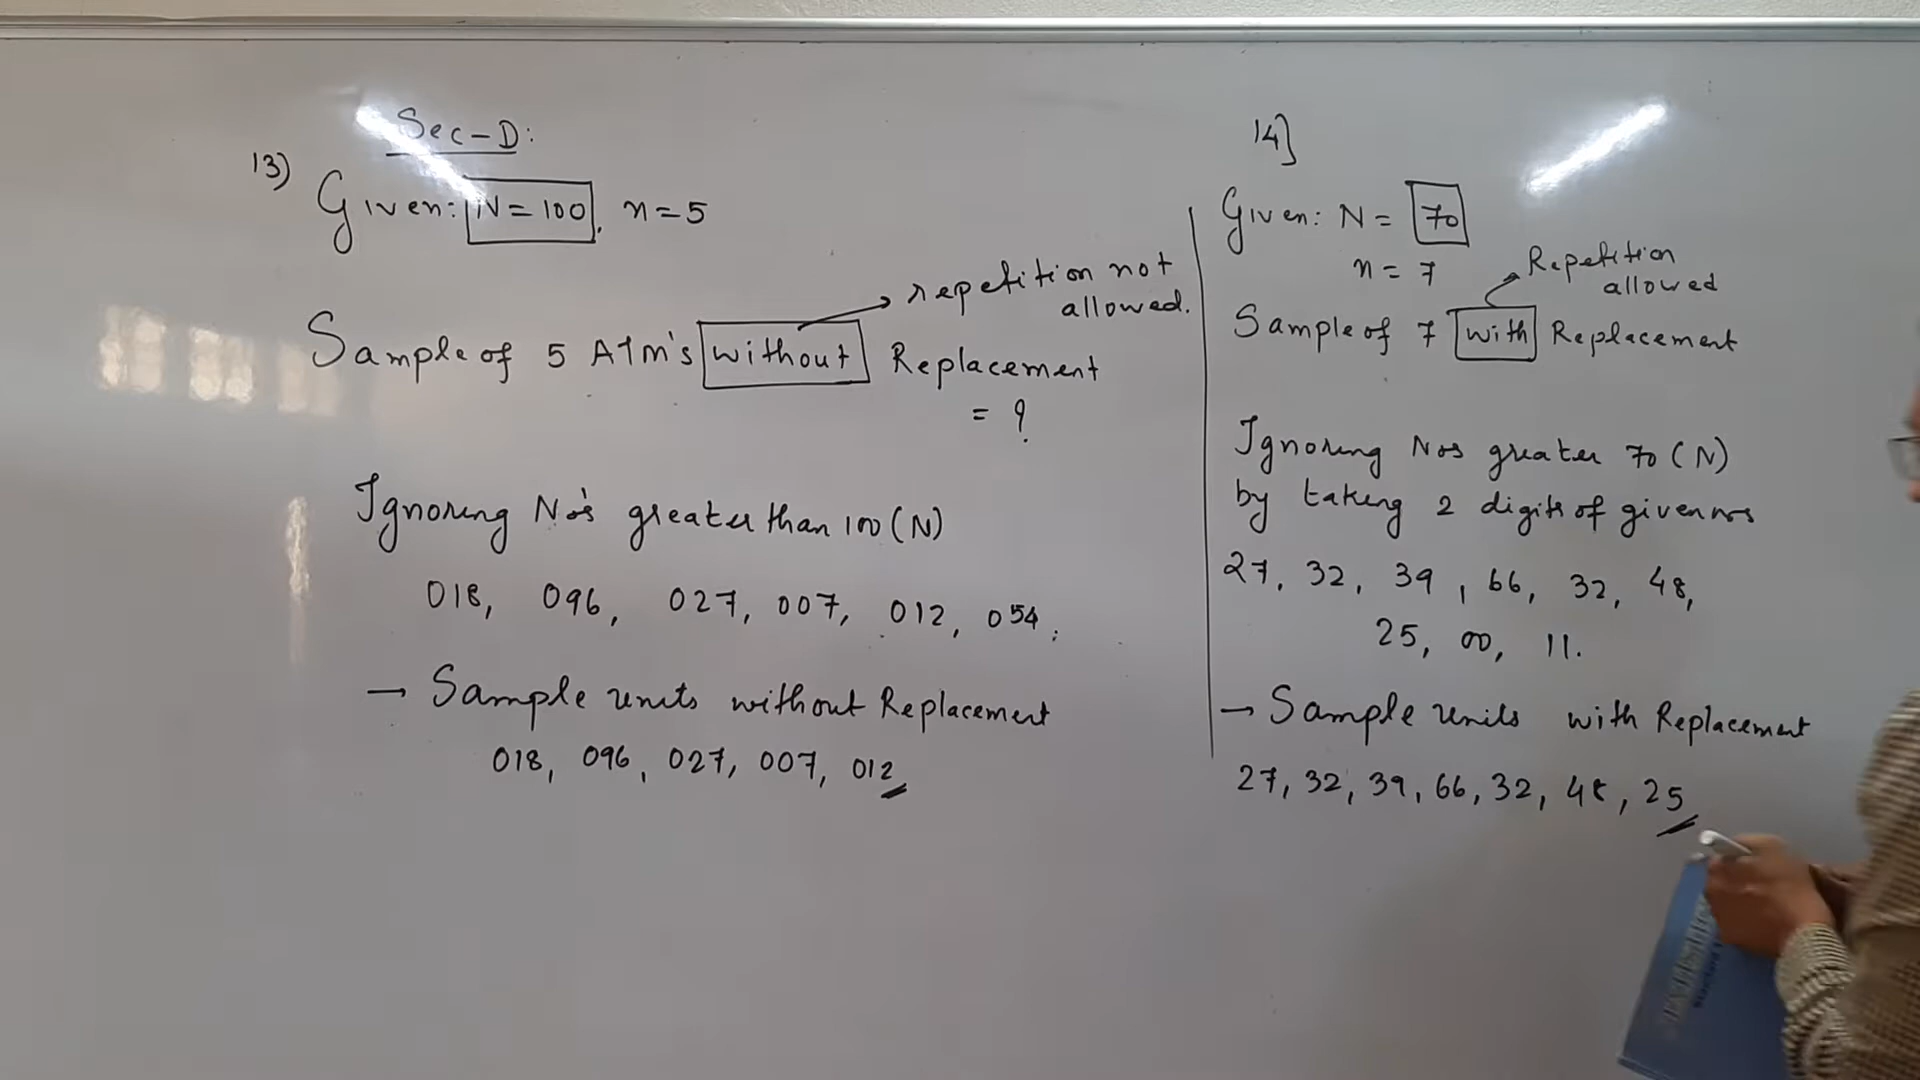 Sec-D:
13)
Given: N = 100, n = 5
repetition not
allowed.
Sample of 5 ATM's without Replacement
= ?
Ignoring No's greater than 100 (N)
018, 096, 027, 007, 012, 054,
→ Sample units without Replacement
018, 096, 027, 007, 012
14]
Given: N = 70
n = 7
Repetition
allowed
Sample of 7 with Replacement
Ignoring Nos greater 70 (N)
by taking 2 digits of given nos
27, 32, 39, 66, 32, 48,
25, 00, 11.
→ Sample units with Replacement
27, 32, 39, 66, 32, 48, 25